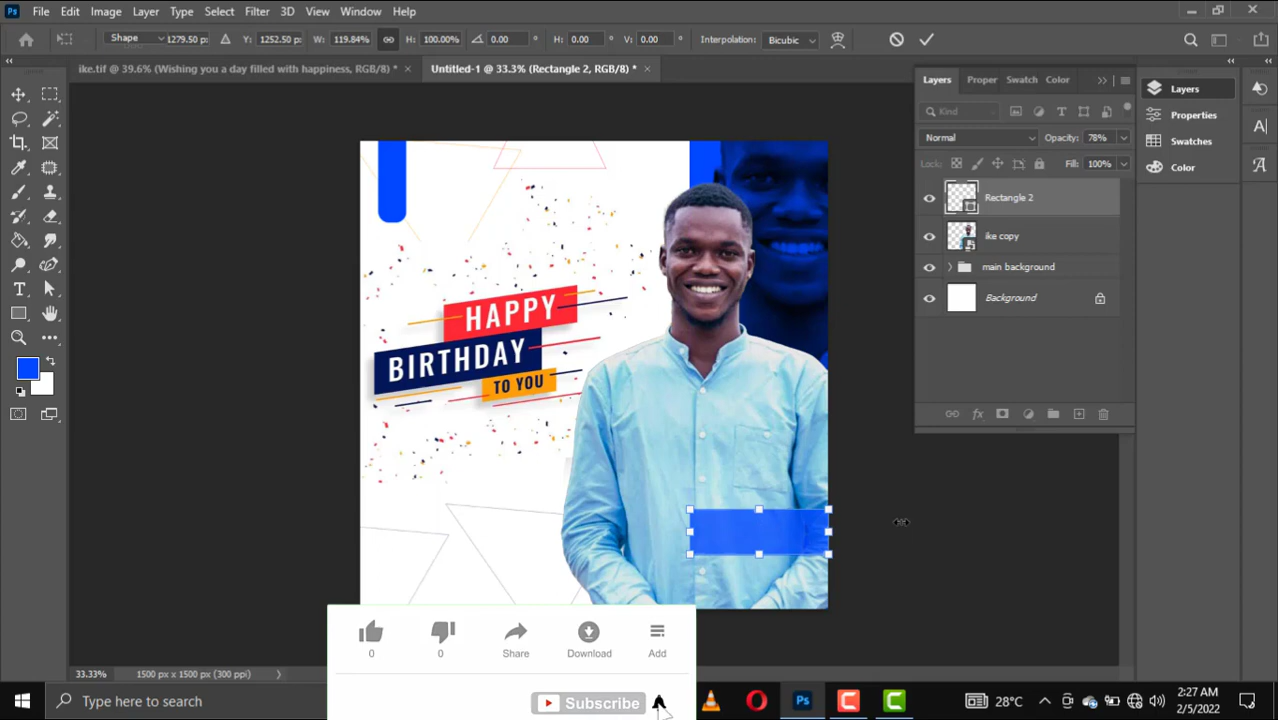 Ps File Edit Image Layer Type Select Filter 3D View Window Help
Shape 1279.50 p: Y: 1252.50 p: W: 119.84% H: 100.00% 0.00 ° H: 0.00 ° V: 0.00 ° Interpolation: Bicubic
ike.tif @ 39.6% (Wishing you a day filled with happiness, RGB/8) * ×
Untitled-1 @ 33.3% (Rectangle 2, RGB/8) * ×
Layers Proper Swatch Color
Kind
Normal Opacity: 78%
Lock: Fill: 100%
Rectangle 2
ike copy
main background
Background
Layers
Properties
Swatches
Color
HAPPY
BIRTHDAY
TO YOU
33.33% 1500 px x 1500 px (300 ppi)
0 0 Share Download Add
Subscribe
Type here to search
Ps
28°C
2:27 AM
2/5/2022